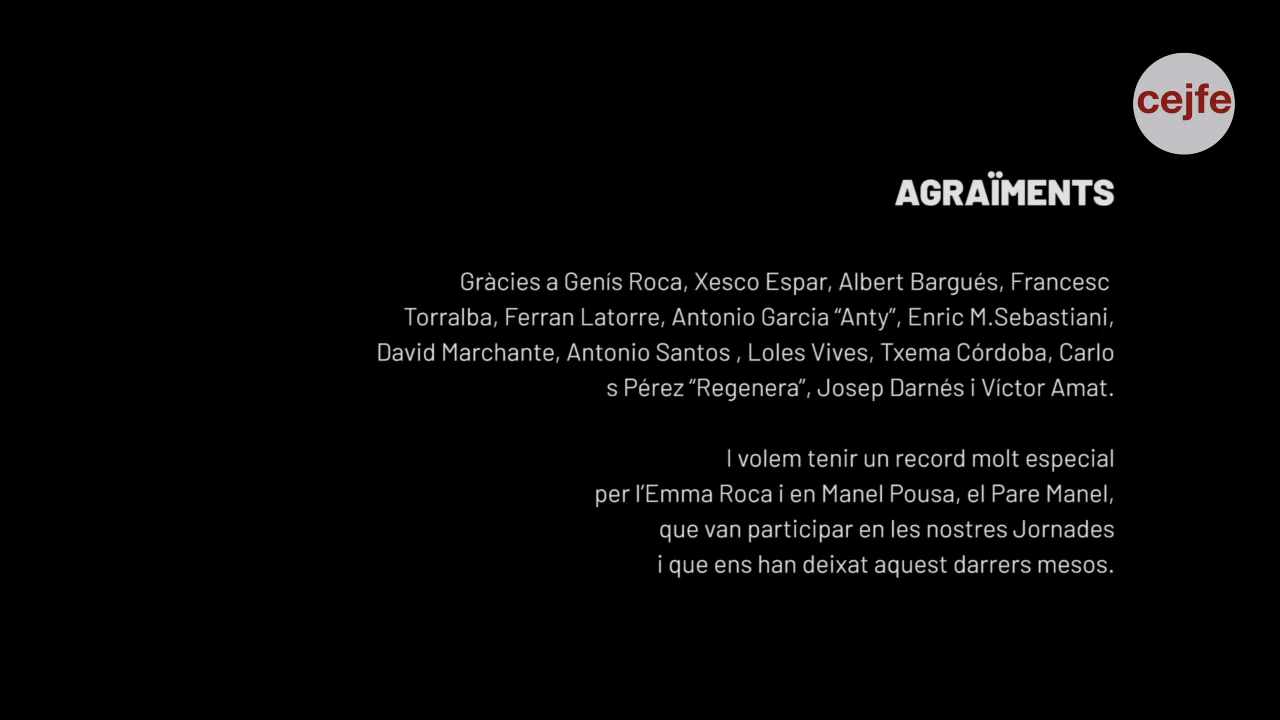 cejfe
AGRAÏMENTS
Gràcies a Genís Roca, Xesco Espar, Albert Bargués, Francesc
Torralba, Ferran Latorre, Antonio Garcia “Anty”, Enric M.Sebastiani,
David Marchante, Antonio Santos , Loles Vives, Txema Córdoba, Carlo
s Pérez “Regenera”, Josep Darnés i Víctor Amat.
I volem tenir un record molt especial
per l’Emma Roca i en Manel Pousa, el Pare Manel,
que van participar en les nostres Jornades
i que ens han deixat aquest darrers mesos.